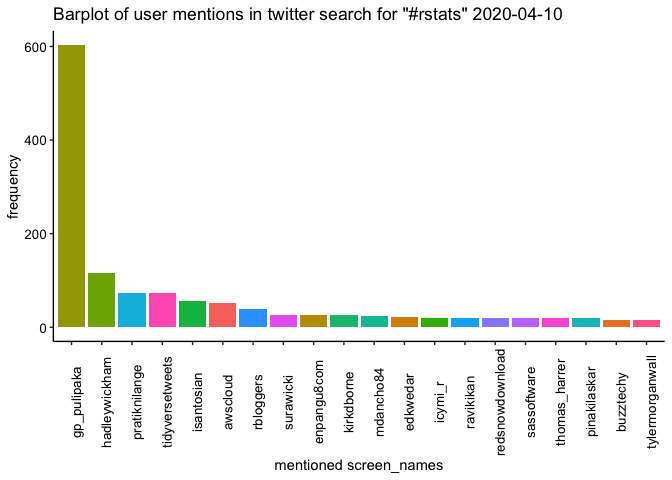 Barplot of user mentions in twitter search for "#rstats" 2020-04-10
frequency
600
400
200
0
gp_pulipaka
hadleywickham
pratiknilange
tidyversetweets
isantosian
awscloud
rbloggers
surawicki
enpangu8com
kirkdborne
mdancho84
edkwedar
icymi_r
ravikikan
redsnowdownload
sassoftware
thomas_harrer
pinakilaskar
buzztechy
tylermorganwall
mentioned screen_names